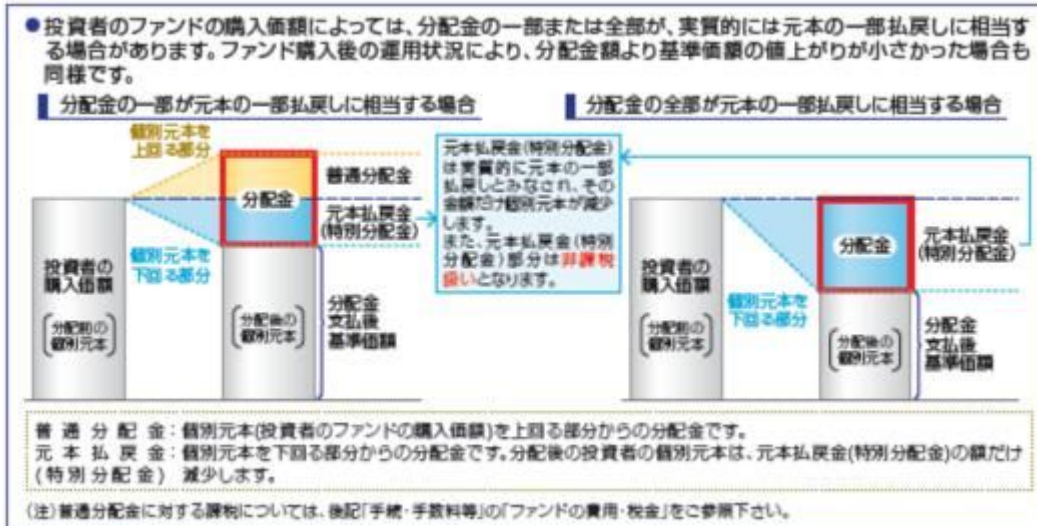 ●投資者のファンドの購入価額によっては、分配金の一部または全部が、実質的には元本の一部払戻しに相当す
る場合があります。ファンド購入後の運用状況により、分配金額より基準価額の値上がりが小さかった場合も
同様です。
分配金の一部が元本の一部払戻しに相当する場合
分配金の全部が元本の一部払戻しに相当する場合
個別元本を
上回る部分
分配金
普通分配金
元本払戻金
(特別分配金)
個別元本を
下回る部分
投資者の
購入価額
(分配前の
個別元本)
(分配後の
個別元本)
分配金
支払後
基準価額
元本払戻金(特別分配金)
は実質的に元本の一部
払戻しとみなされ、その
金額だけ個別元本が減少
します。
また、元本払戻金(特別
分配金)部分は非課税
扱いとなります。
投資者の
購入価額
(分配前の
個別元本)
個別元本を
下回る部分
分配金
元本払戻金
(特別分配金)
(分配後の
個別元本)
分配金
支払後
基準価額
普通分配金:個別元本(投資者のファンドの購入価額)を上回る部分からの分配金です。
元本払戻金:個別元本を下回る部分からの分配金です。分配後の投資者の個別元本は、元本払戻金(特別分配金)の額だけ
(特別分配金) 減少します。
(注)普通分配金に対する課税については、後記「手続・手数料等」の「ファンドの費用・税金」をご参照下さい。